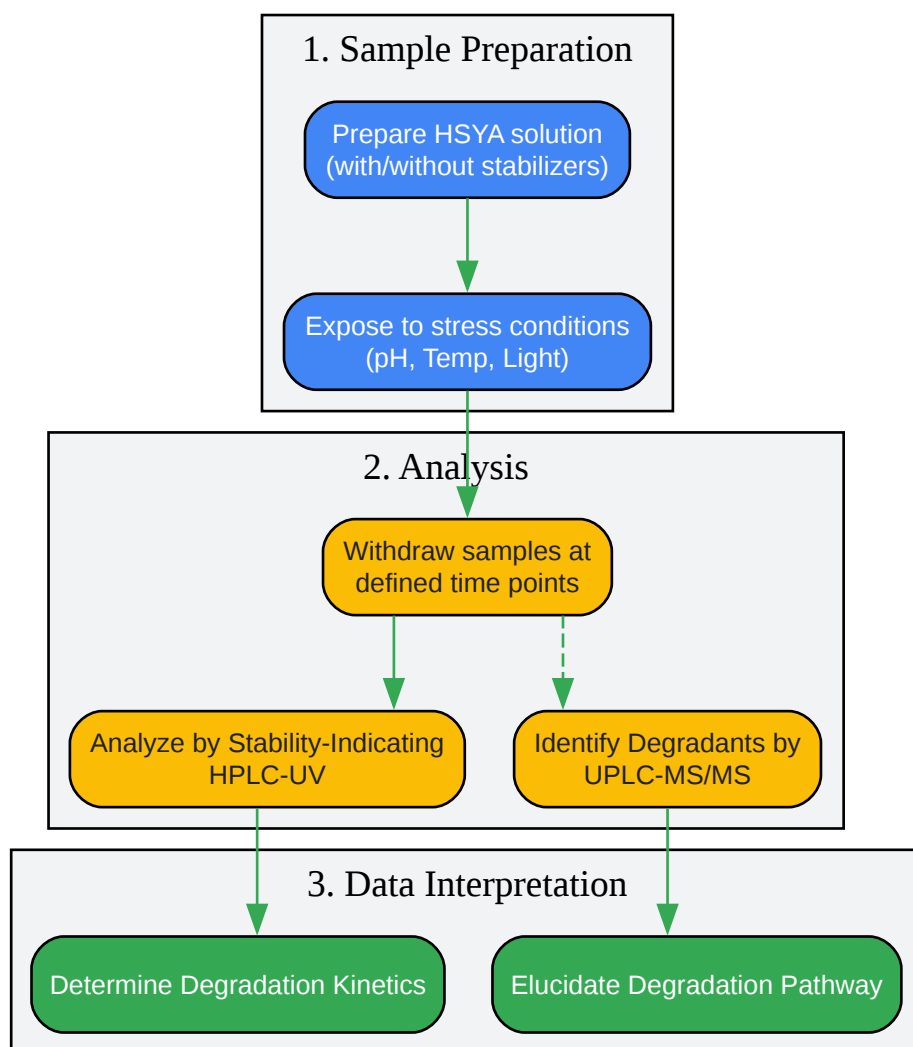 1. Sample Preparation
Prepare HSYA solution
(with/without stabilizers)
Expose to stress conditions
(pH, Temp, Light)
2. Analysis
Withdraw samples at
defined time points
Analyze by Stability-Indicating
HPLC-UV
Identify Degradants by
UPLC-MS/MS
3. Data Interpretation
Determine Degradation Kinetics
Elucidate Degradation Pathway